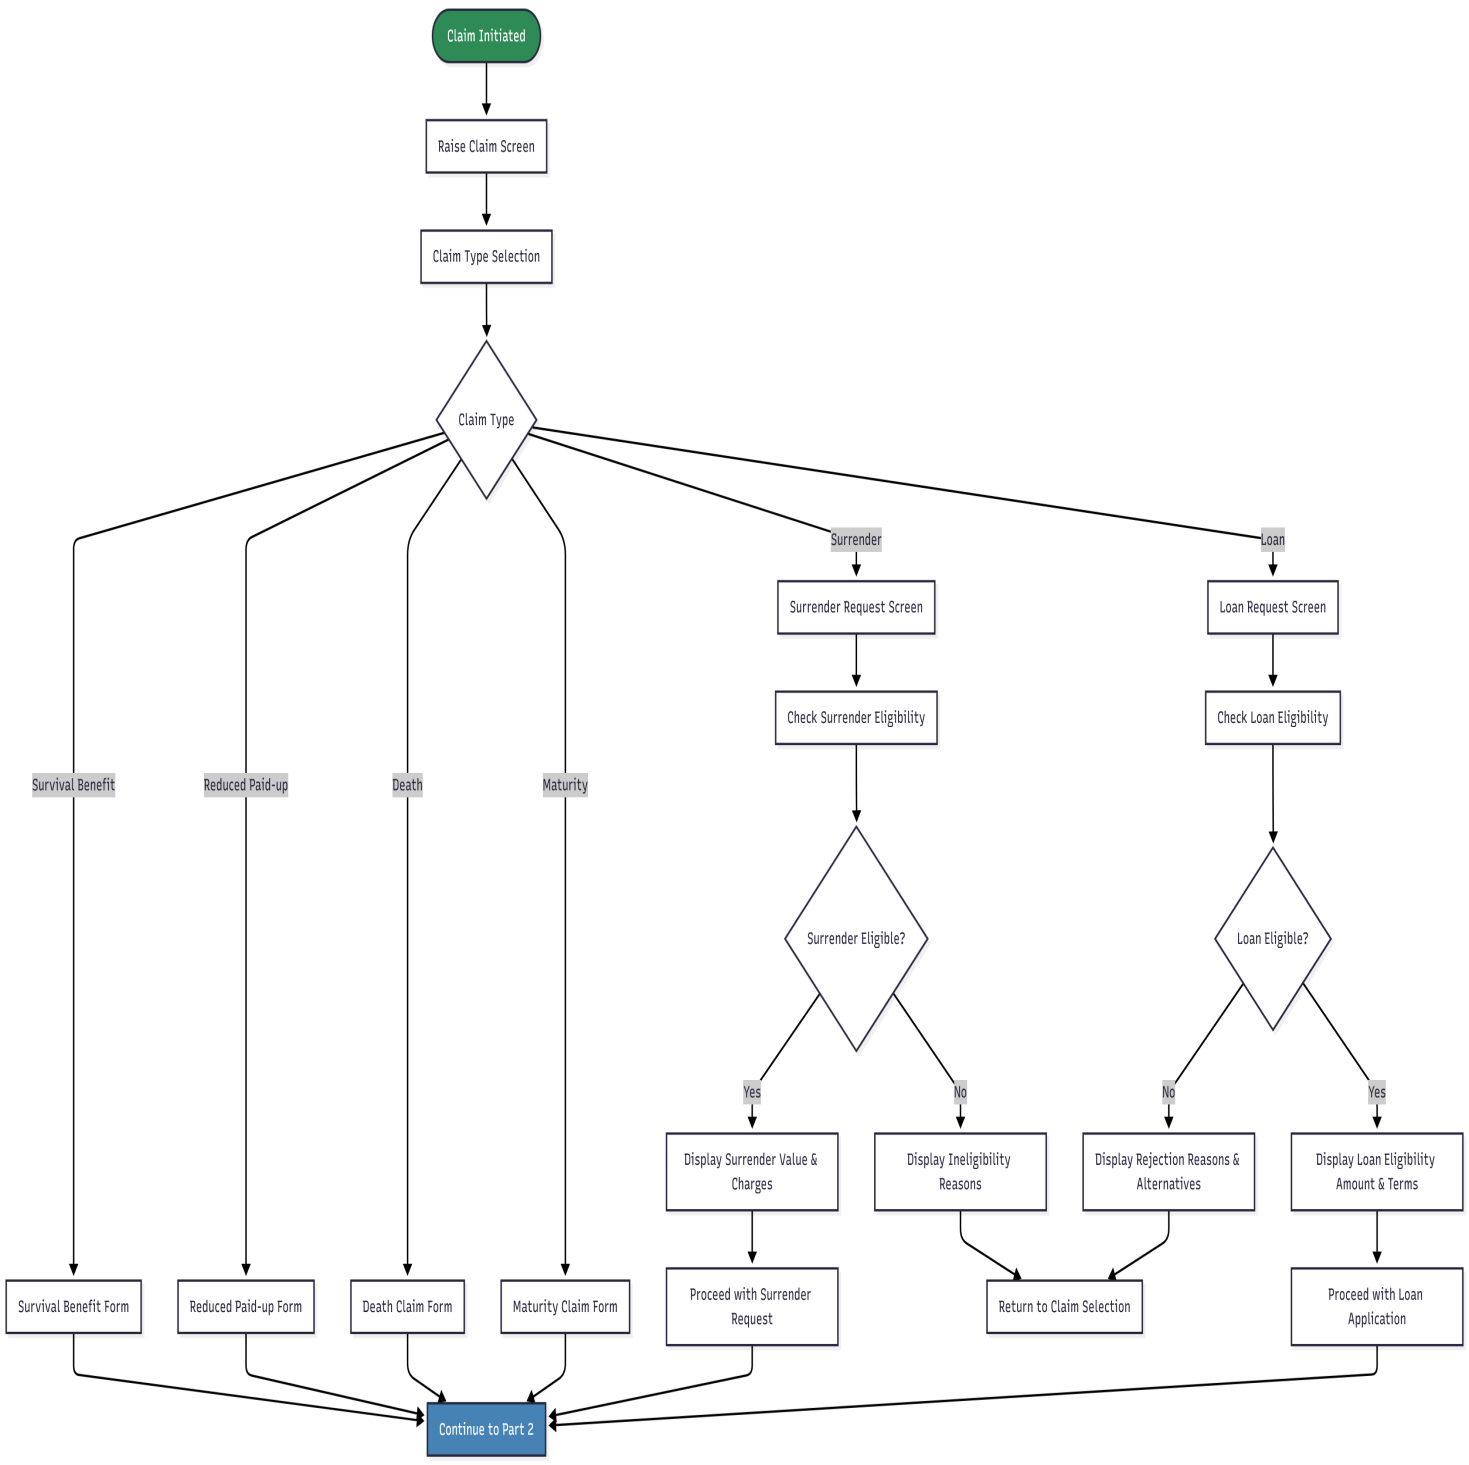 Claim Initiated
Raise Claim Screen
Claim Type Selection
Claim Type
Surrender
Loan
Surrender Request Screen
Loan Request Screen
Check Surrender Eligibility
Check Loan Eligibility
Survival Benefit
Reduced Paid-up
Death
Maturity
Surrender Eligible?
Loan Eligible?
Yes
No
No
Yes
Display Surrender Value &
Charges
Display Ineligibility
Reasons
Display Rejection Reasons &
Alternatives
Display Loan Eligibility
Amount & Terms
Survival Benefit Form
Reduced Paid-up Form
Death Claim Form
Maturity Claim Form
Proceed with Surrender
Request
Return to Claim Selection
Proceed with Loan
Application
Continue to Part 2